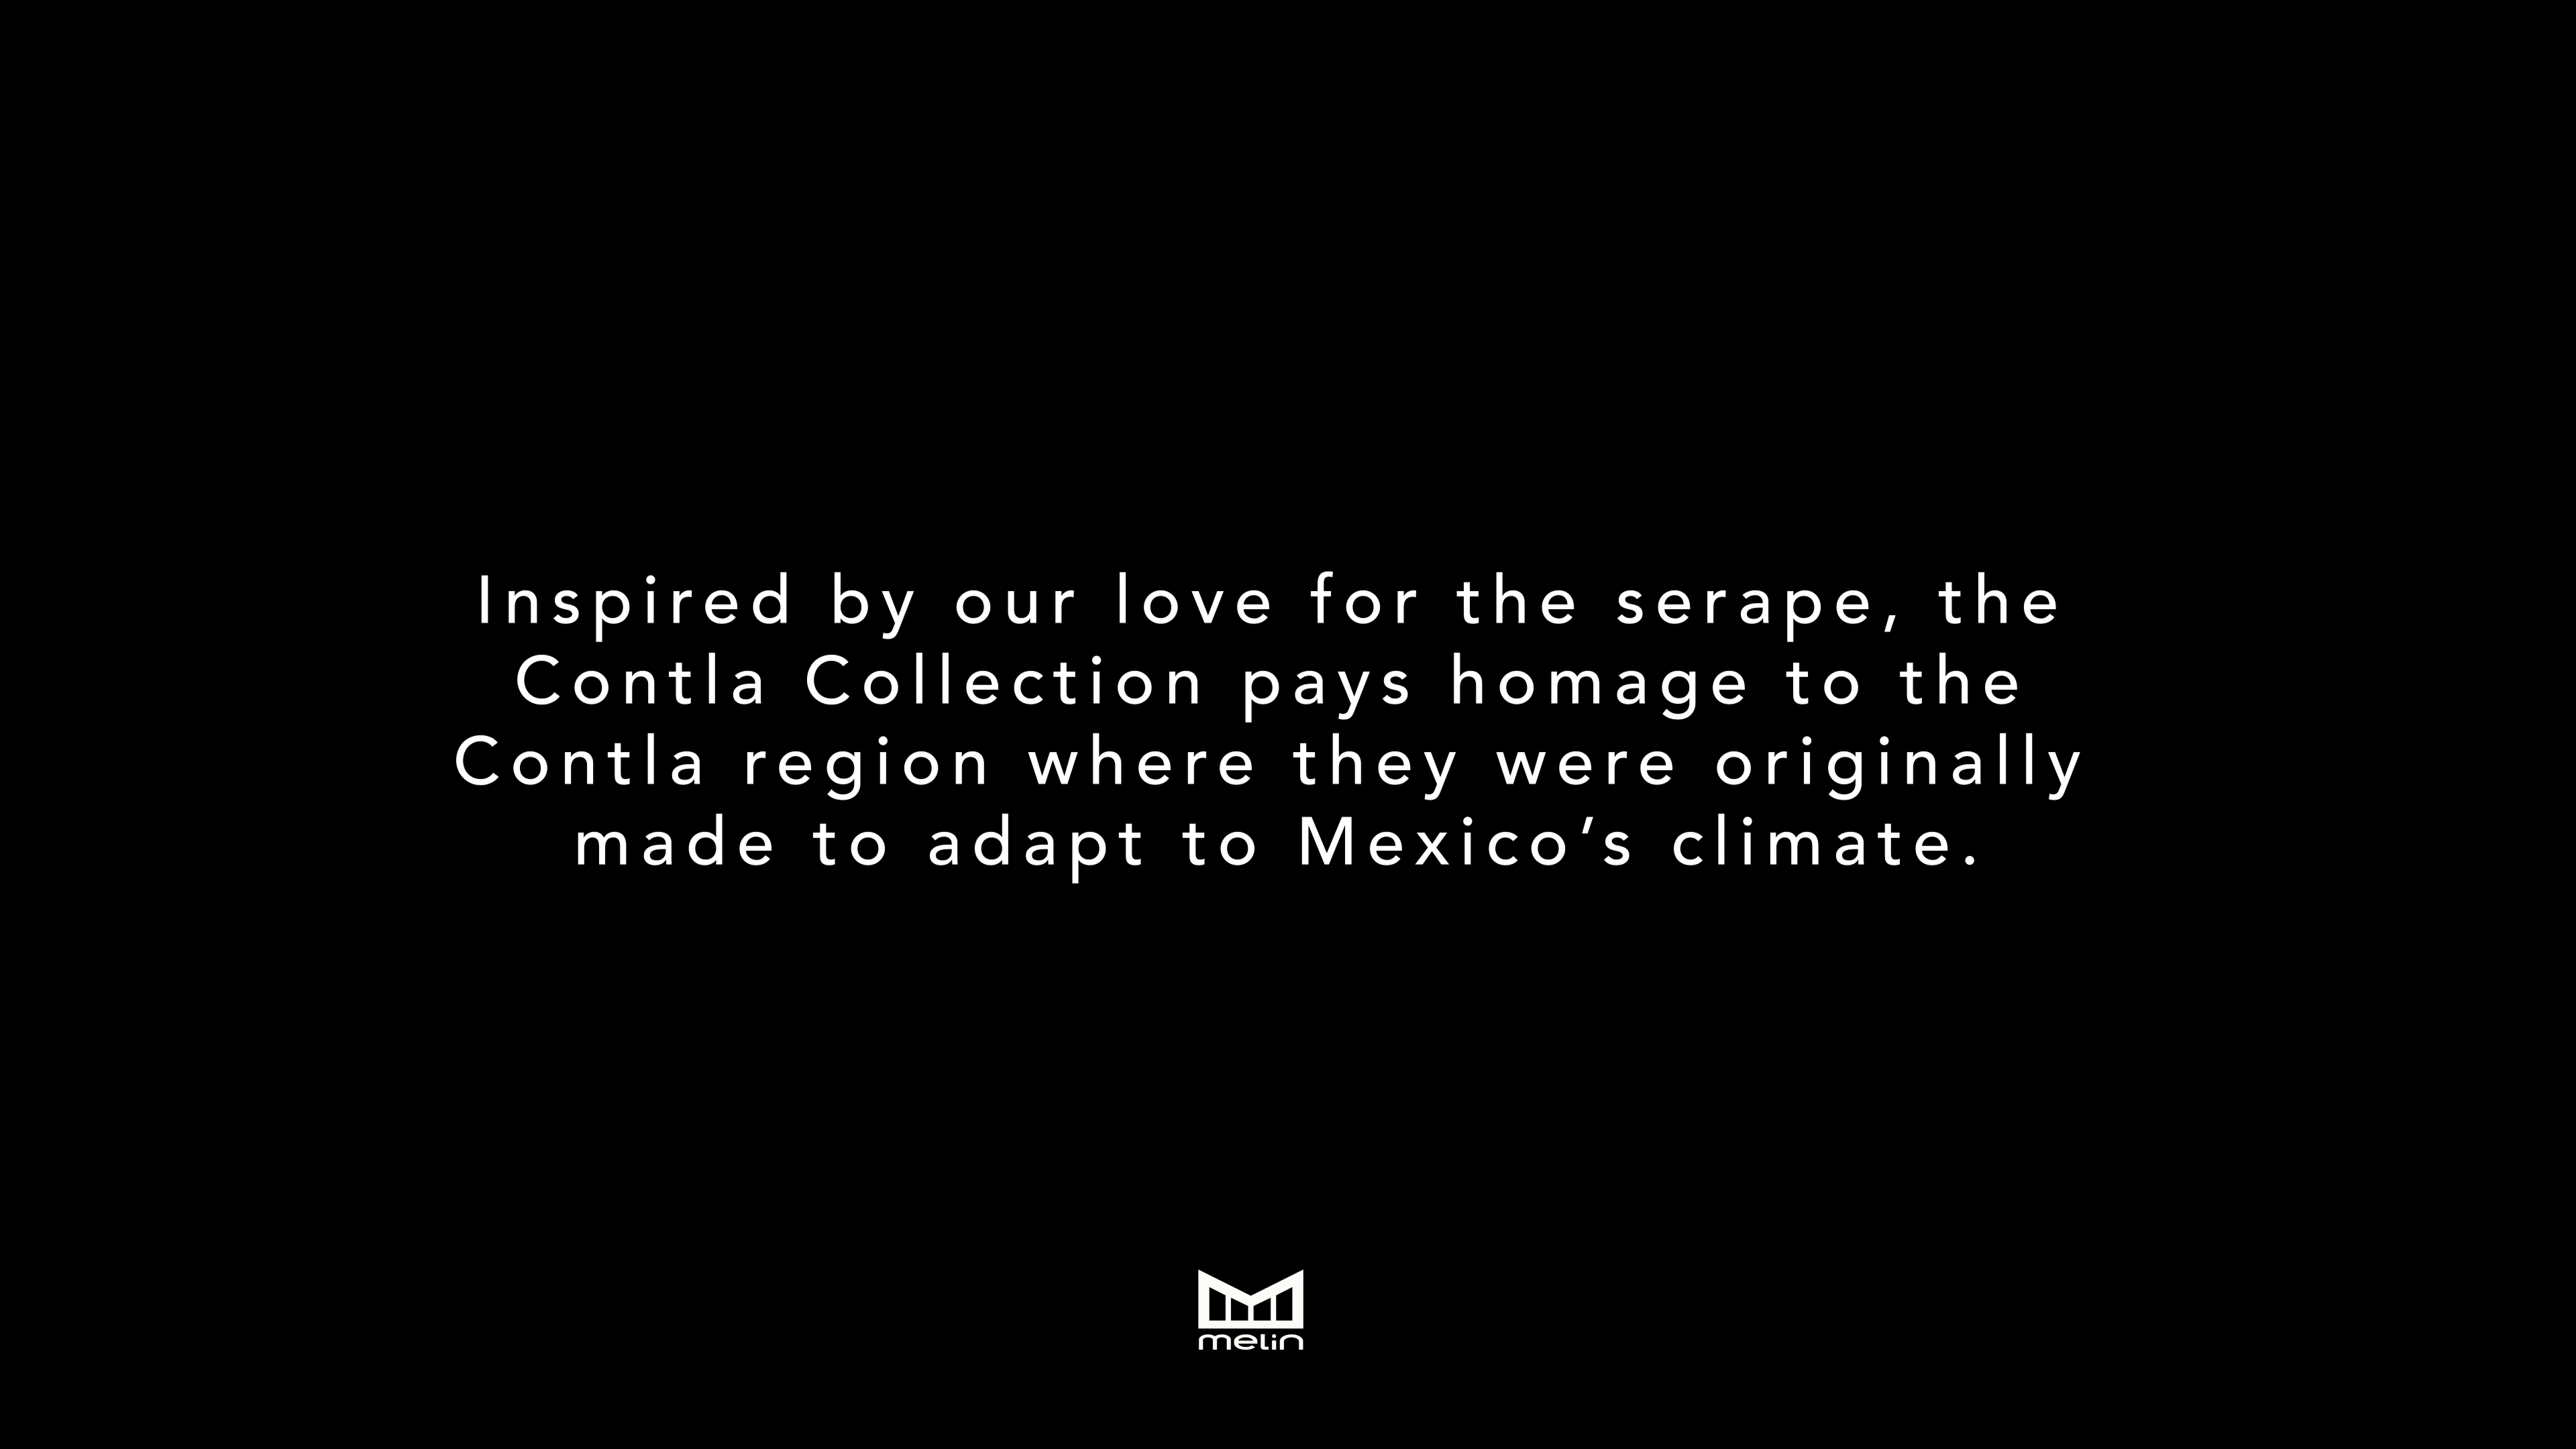 Inspired by our love for the serape, the
Contla Collection pays homage to the
Contla region where they were originally
made to adapt to Mexico’s climate.
melin